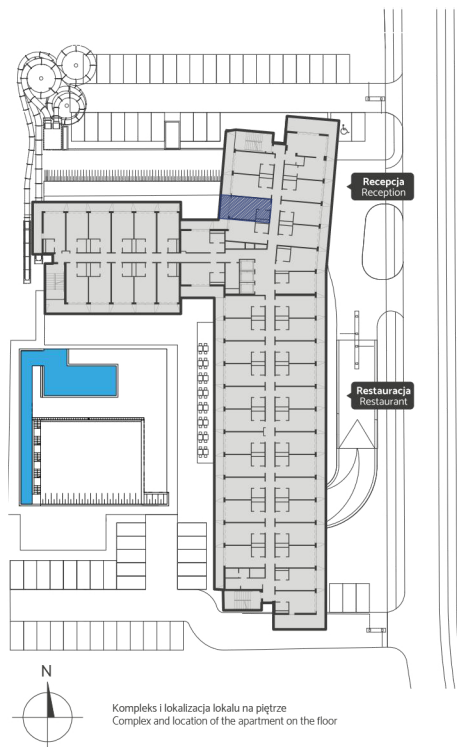 Recepcja
Reception
Restauracja
Restaurant
N
Kompleks i lokalizacja lokalu na piętrze
Complex and location of the apartment on the floor